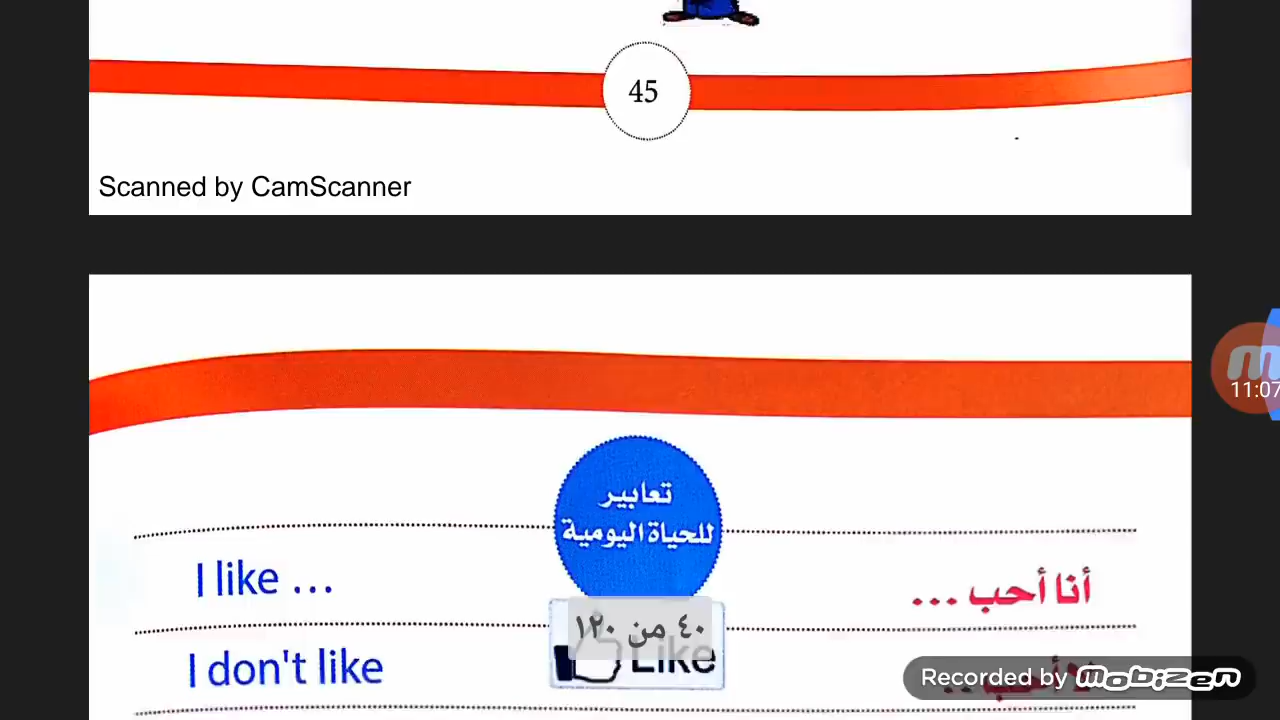 45
Scanned by CamScanner
11:07
تعابير
للحياة اليومية
I like ...
أنا أحب ...
٤٠ من ١٢٠
Like
I don't like
Recorded by mobizen